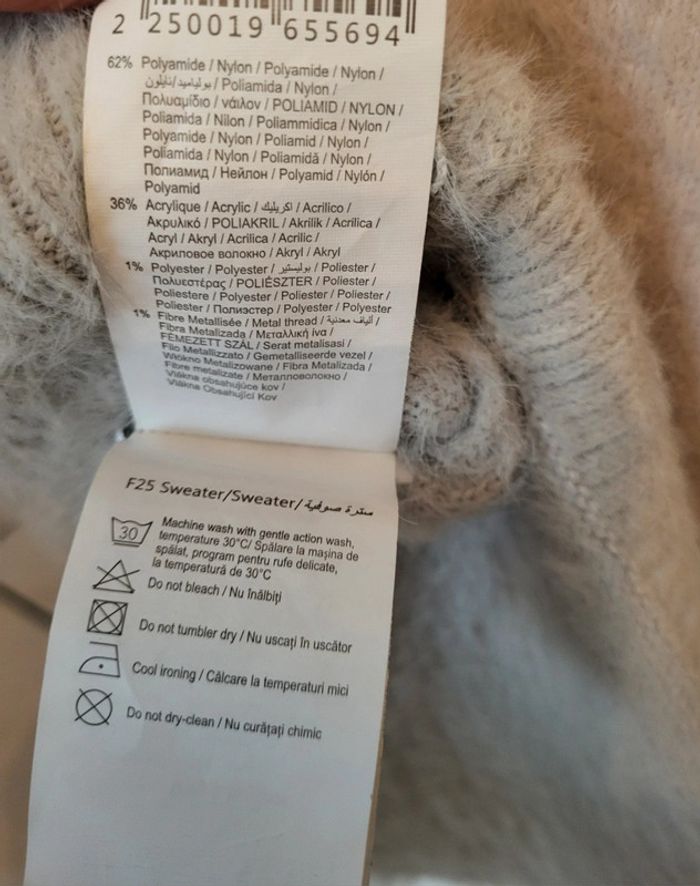 2 250019 655694
62% Polyamide / Nylon / Polyamide / Nylon /
بولياميد/نايلون / Poliamida / Nylon /
Πολυαμίδιο / νάιλον / POLIAMID / NYLON /
Poliamida / Nilon / Poliammidica / Nylon /
Polyamide / Nylon / Poliamid / Nylon /
Poliamida / Nylon / Poliamidă / Nylon /
Полиамид / Нейлон / Polyamid / Nylón /
Polyamid
36% Acrylique / Acrylic / اكريليك / Acrilico /
Ακρυλικό / POLIAKRIL / Akrilik / Acrílica /
Acryl / Akryl / Acrilica / Acrilic /
Акриловое волокно / Akryl / Akryl
1% Polyester / Polyester / بوليستير / Poliester /
Πολυεστέρας / POLIÉSZTER / Poliester /
Poliestere / Polyester / Poliester / Poliester /
Poliester / Полиэстер / Polyester / Polyester
1% Fibre Metallisée / Metal thread / ألياف معدنية /
Fibra Metalizada / Μεταλλική ίνα /
FÉMEZETT SZÁL / Serat metalisasi /
Filo Metallizzato / Gemetalliseerde vezel /
Włókno Metalizowane / Fibra Metalizada /
Fibre metalizate / Металловолокно /
Vlákna obsahujúce kov /
Vlákna Obsahující Kov
F25 Sweater/Sweater/سترة صوفية
30 Machine wash with gentle action wash,
temperature 30°C/ Spălare la mașina de
spălat, program pentru rufe delicate,
la temperatură de 30°C
Do not bleach / Nu înălbiți
Do not tumbler dry / Nu uscați în uscător
Cool ironing / Călcare la temperaturi mici
Do not dry-clean / Nu curățați chimic